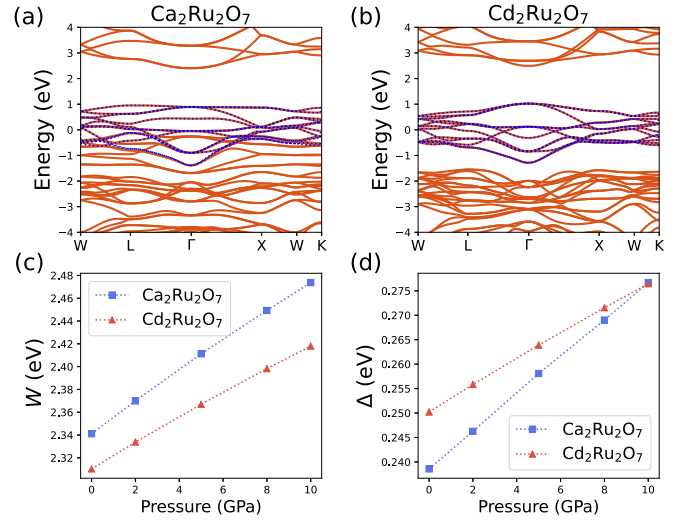 (a)
Ca₂Ru₂O₇
Energy (eV)
4
3
2
1
0
−1
−2
−3
−4
W
L
Γ
X
W
K
(b)
Cd₂Ru₂O₇
Energy (eV)
4
3
2
1
0
−1
−2
−3
−4
W
L
Γ
X
W
K
(c)
W (eV)
2.48
2.46
2.44
2.42
2.40
2.38
2.36
2.34
2.32
Ca₂Ru₂O₇
Cd₂Ru₂O₇
0
2
4
6
8
10
Pressure (GPa)
(d)
Δ (eV)
0.275
0.270
0.265
0.260
0.255
0.250
0.245
0.240
Ca₂Ru₂O₇
Cd₂Ru₂O₇
0
2
4
6
8
10
Pressure (GPa)